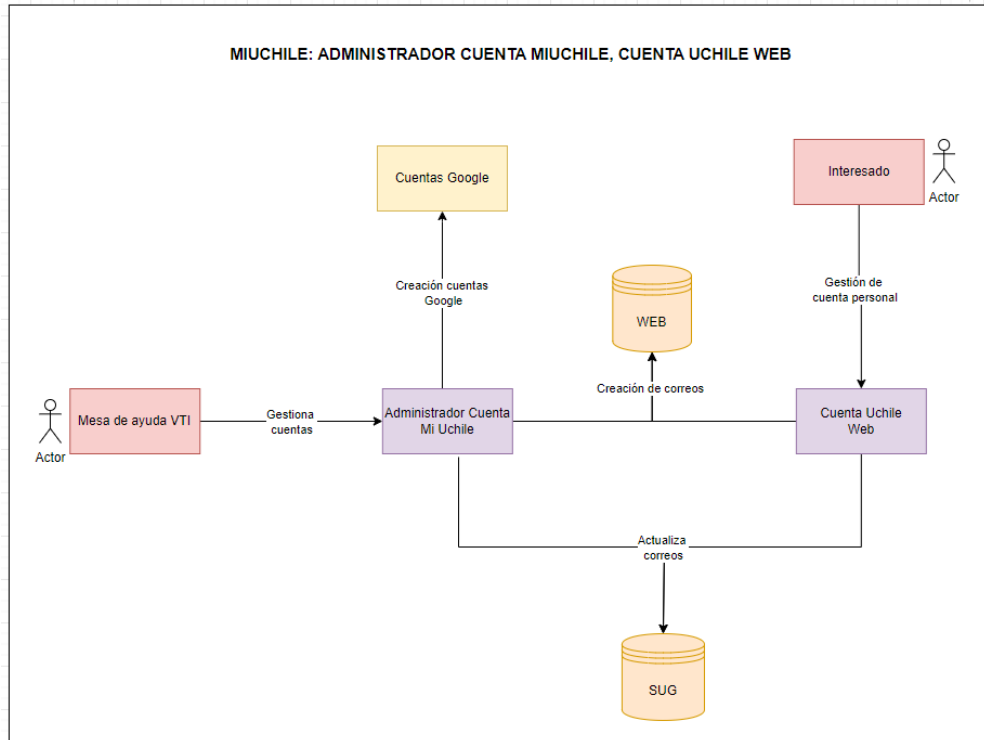 MIUCHILE: ADMINISTRADOR CUENTA MIUCHILE, CUENTA UCHILE WEB
Cuentas Google
Interesado
Actor
Creación cuentas
Google
Gestión de
cuenta personal
WEB
Creación de correos
Actor
Mesa de ayuda VTI
Gestiona
cuentas
Administrador Cuenta
Mi Uchile
Cuenta Uchile
Web
Actualiza
correos
SUG